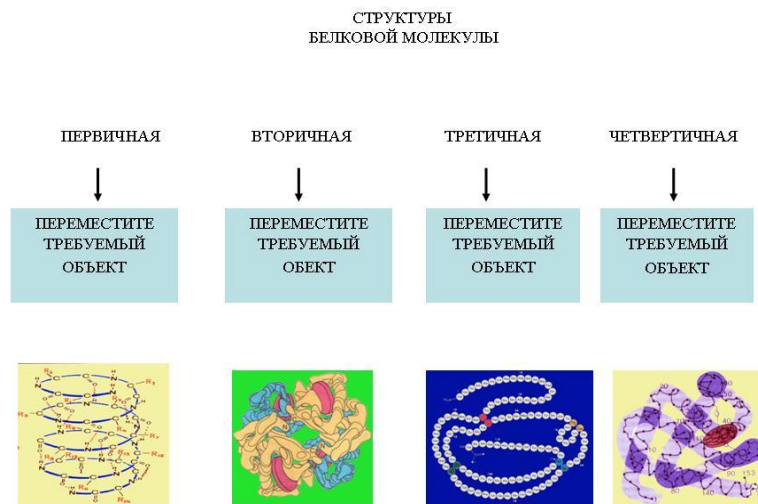 СТРУКТУРЫ
БЕЛКОВОЙ МОЛЕКУЛЫ
ПЕРВИЧНАЯ
ВТОРИЧНАЯ
ТРЕТИЧНАЯ
ЧЕТВЕРТИЧНАЯ
ПЕРЕМЕСТИТЕ
ТРЕБУЕМЫЙ
ОБЪЕКТ
ПЕРЕМЕСТИТЕ
ТРЕБУЕМЫЙ
ОБЕКТ
ПЕРЕМЕСТИТЕ
ТРЕБУЕМЫЙ
ОБЪЕКТ
ПЕРЕМЕСТИТЕ
ТРЕБУЕМЫЙ
ОБЪЕКТ